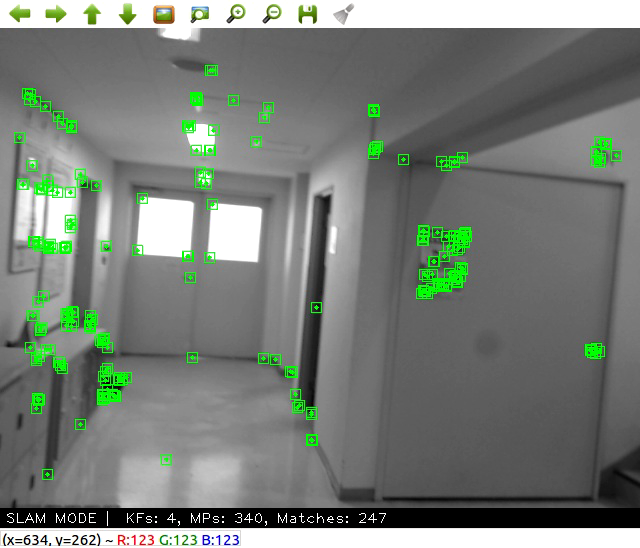 SLAM MODE | KFs: 4, MPs: 340, Matches: 247
(x=634, y=262) ~ R:123 G:123 B:123